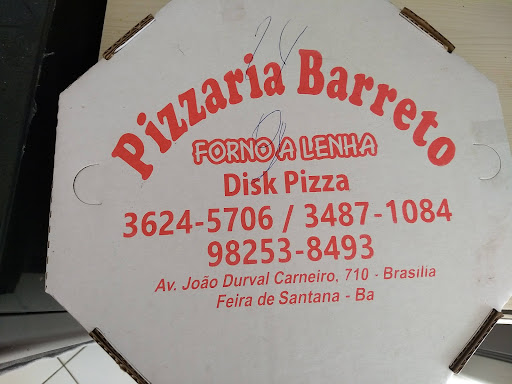 Pizzaria Barreto
FORNO A LENHA
Disk Pizza
3624-5706 / 3487-1084
98253-8493
Av. João Durval Carneiro, 710 - Brasilia
Feira de Santana - Ba